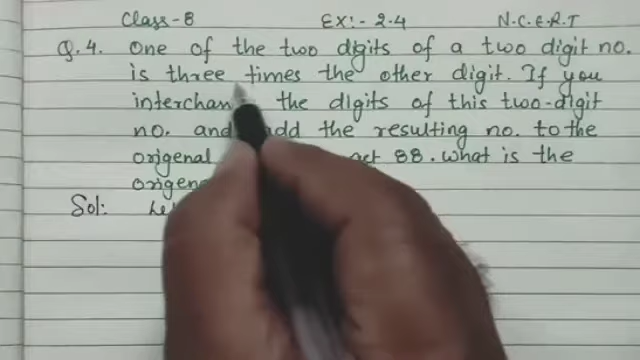 Class-8 EX:- 2.4 N.C.E.R.T
Q.4. One of the two digits of a two digit no.
is three times the other digit. If you
interchan the digits of this two-digit
no. and add the resulting no. to the
origenal 88. what is the
origen
Sol: